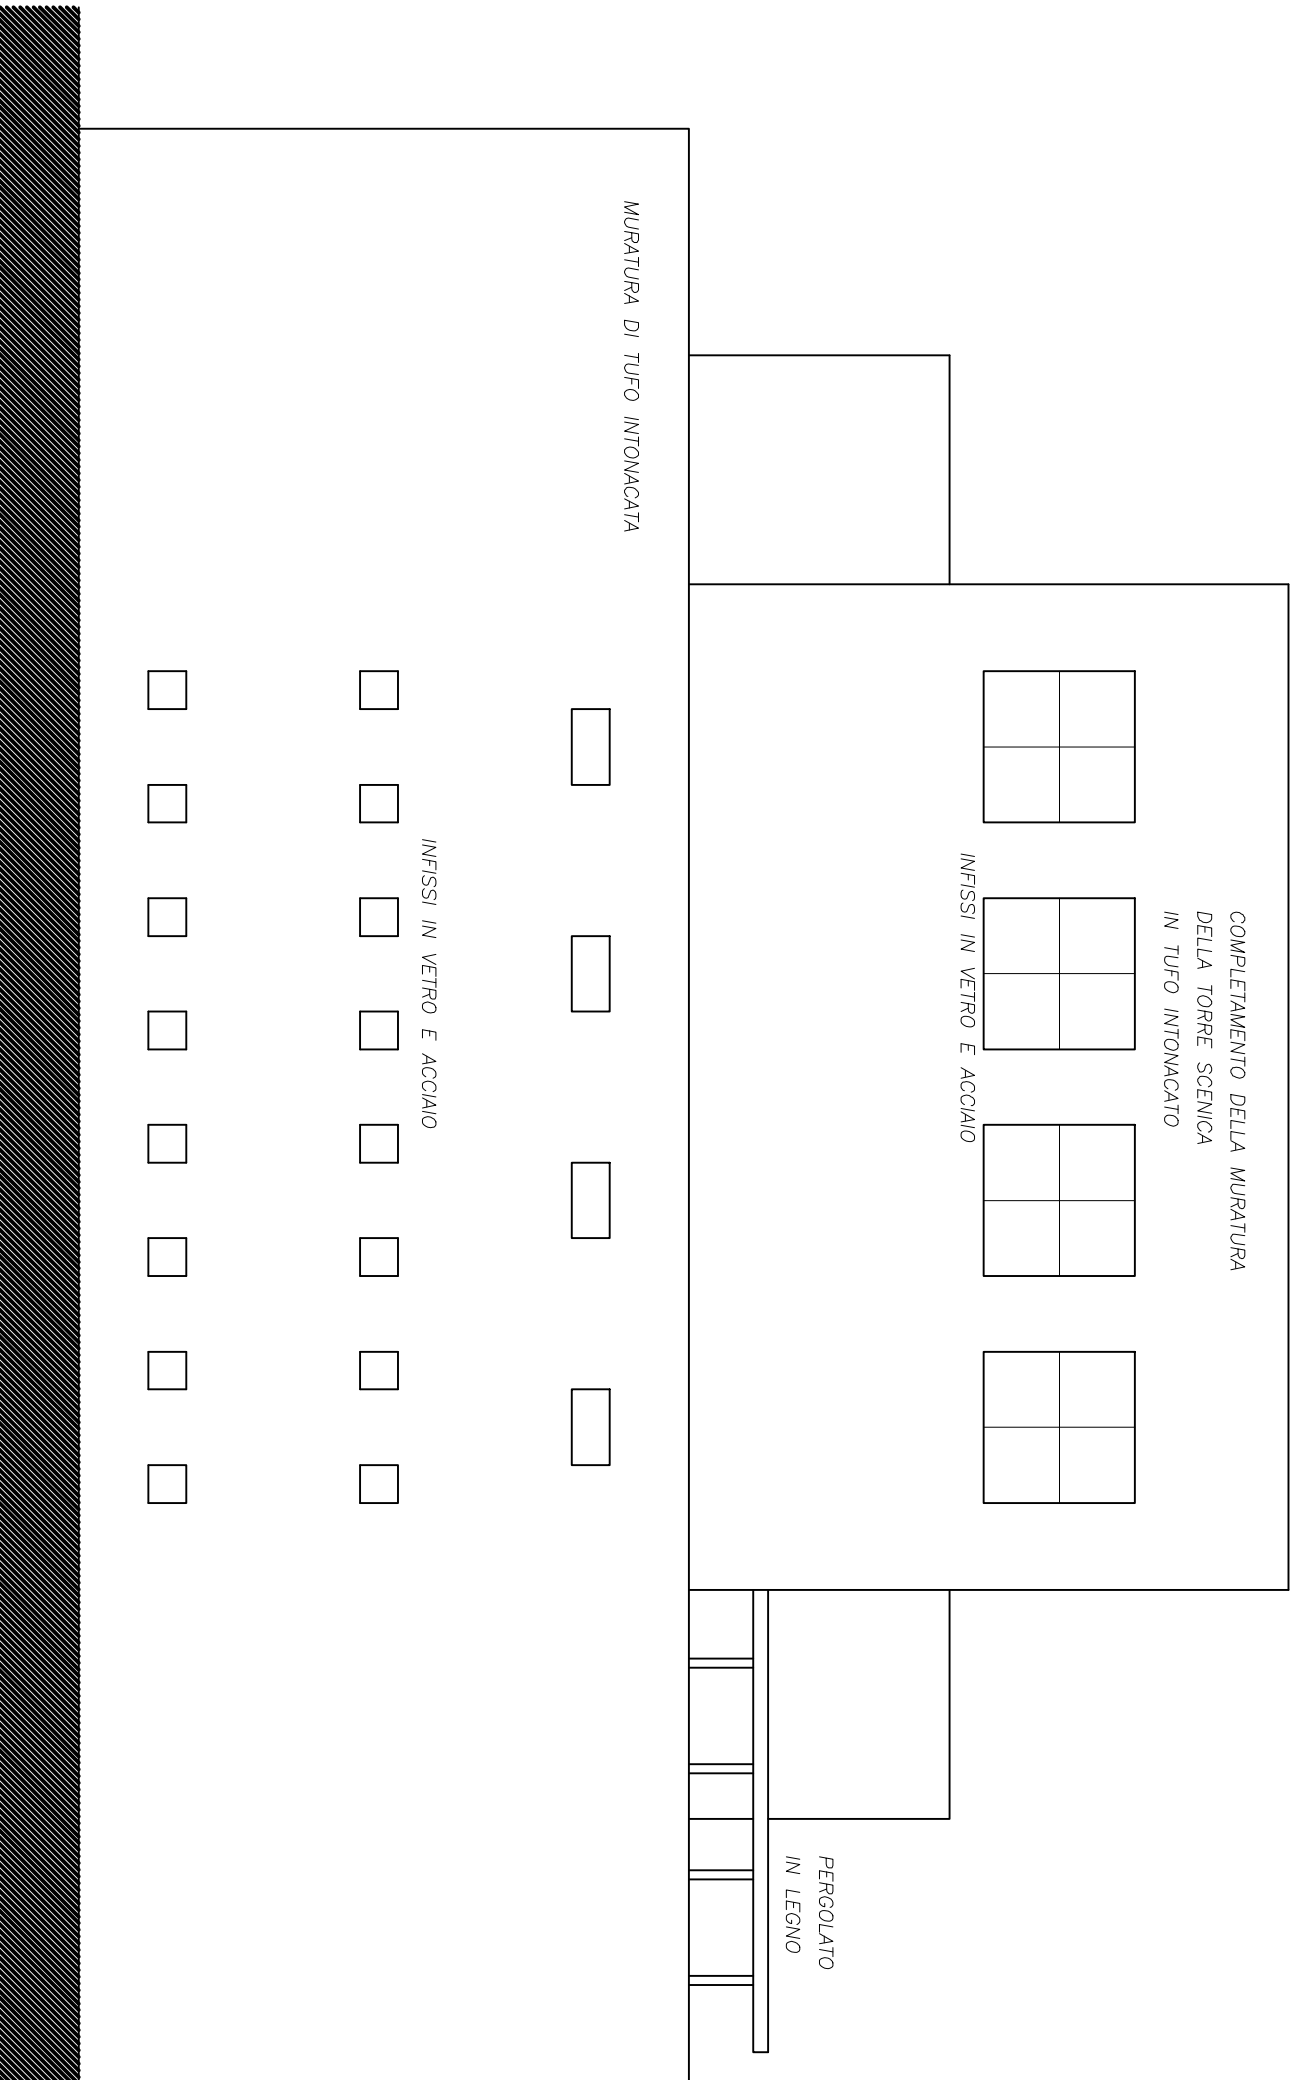 COMPLETAMENTO DELLA MURATURA
DELLA TORRE SCENICA
IN TUFO INTONACATO
INFISSI IN VETRO E ACCIAIO
PERGOLATO
IN LEGNO
MURATURA DI TUFO INTONACATA
INFISSI IN VETRO E ACCIAIO